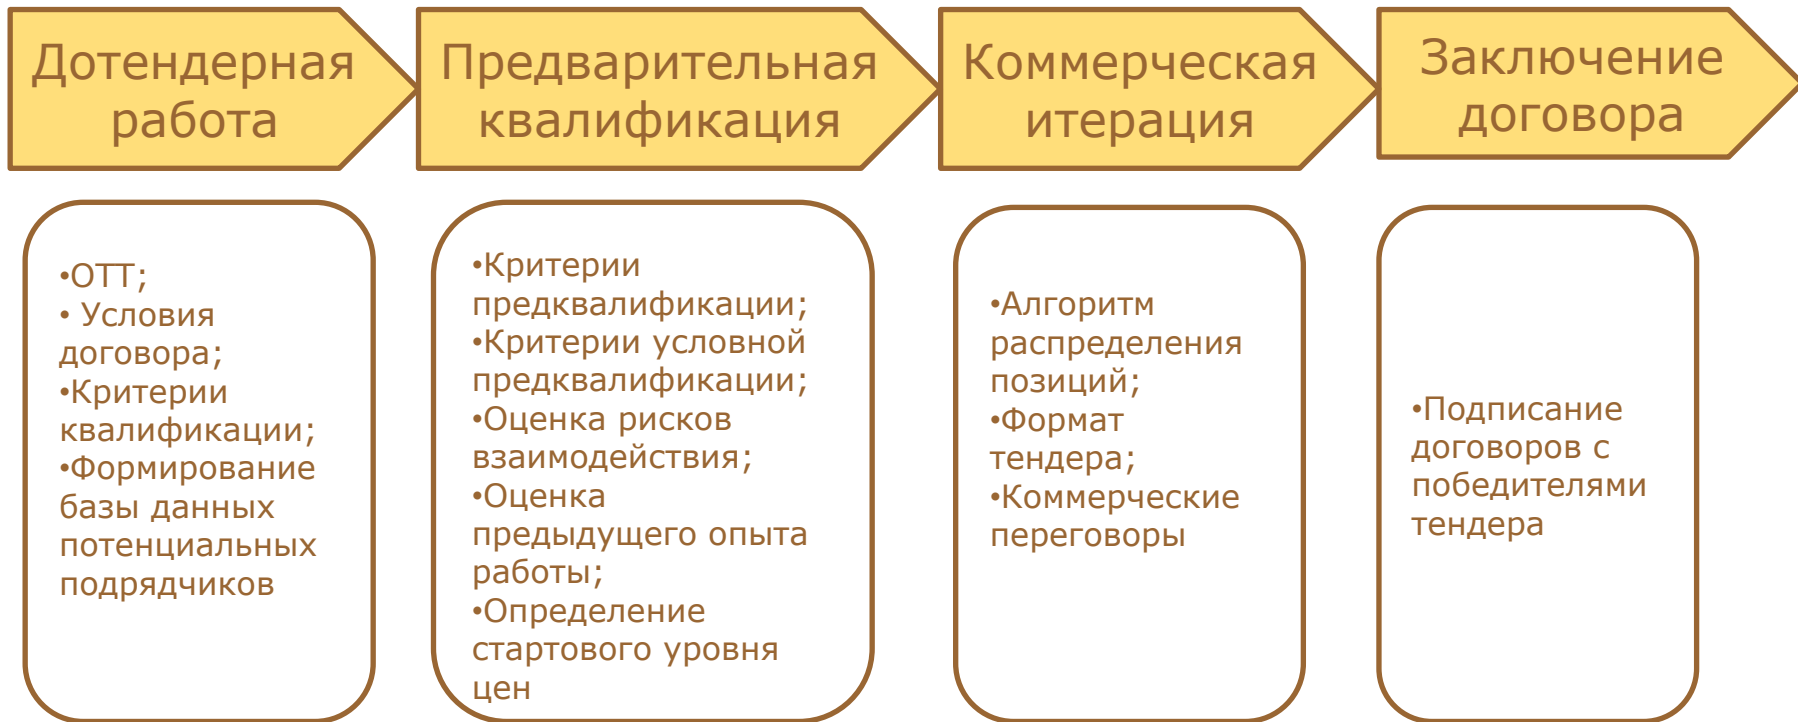 Дотендерная
работа
Предварительная
квалификация
Коммерческая
итерация
Заключение
договора
•ОТТ;
• Условия
договора;
•Критерии
квалификации;
•Формирование
базы данных
потенциальных
подрядчиков
•Критерии
предквалификации;
•Критерии условной
предквалификации;
•Оценка рисков
взаимодействия;
•Оценка
предыдущего опыта
работы;
•Определение
стартового уровня
цен
•Алгоритм
распределения
позиций;
•Формат
тендера;
•Коммерческие
переговоры
•Подписание
договоров с
победителями
тендера